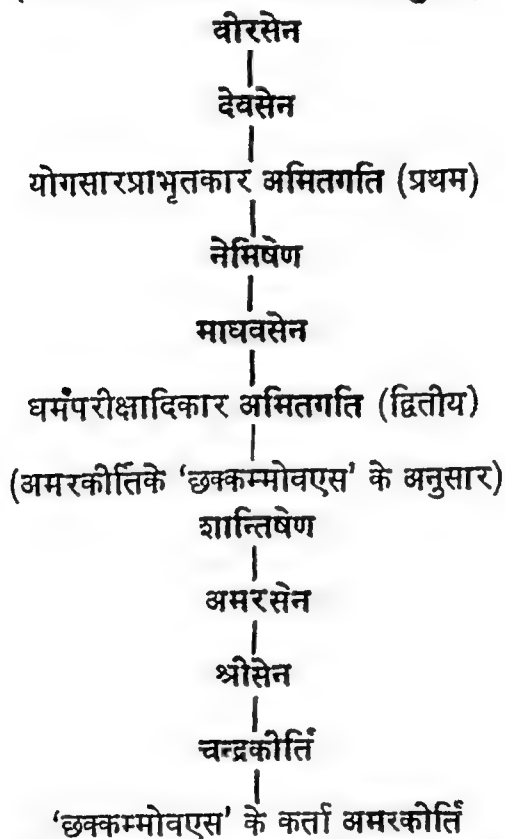 वीरसेन
देवसेन
योगसारप्राभृतकार अमितगति (प्रथम)
नेमिषेण
माधवसेन
धर्मपरीक्षादिकार अमितगति (द्वितीय)
(अमरकीर्तिके 'छक्कम्मोवएस' के अनुसार)
शान्तिषेण
अमरसेन
श्रीसेन
चन्द्रकीर्ति
'छक्कम्मोवएस' के कर्ता अमरकीर्ति